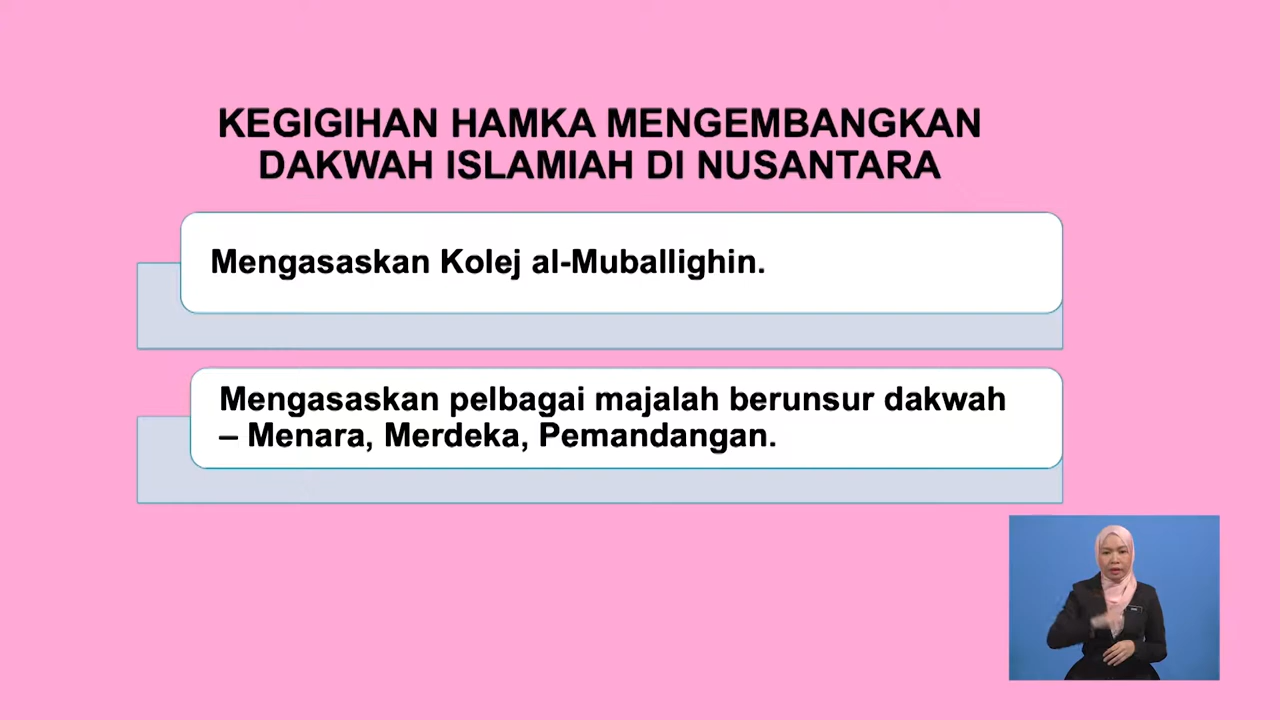 KEGIGIHAN HAMKA MENGEMBANGKAN
DAKWAH ISLAMIAH DI NUSANTARA
Mengasaskan Kolej al-Muballighin.
Mengasaskan pelbagai majalah berunsur dakwah
– Menara, Merdeka, Pemandangan.